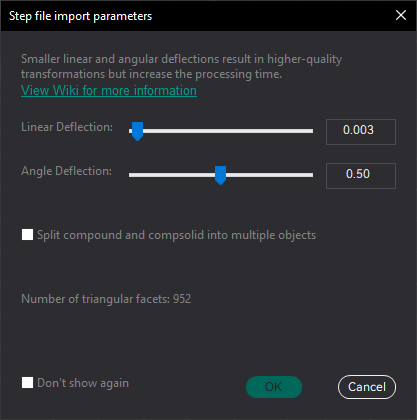 Step file import parameters
Smaller linear and angular deflections result in higher-quality
transformations but increase the processing time.
View Wiki for more information
Linear Deflection:
0.003
Angle Deflection:
0.50
Split compound and compsolid into multiple objects
Number of triangular facets: 952
Don't show again
OK
Cancel